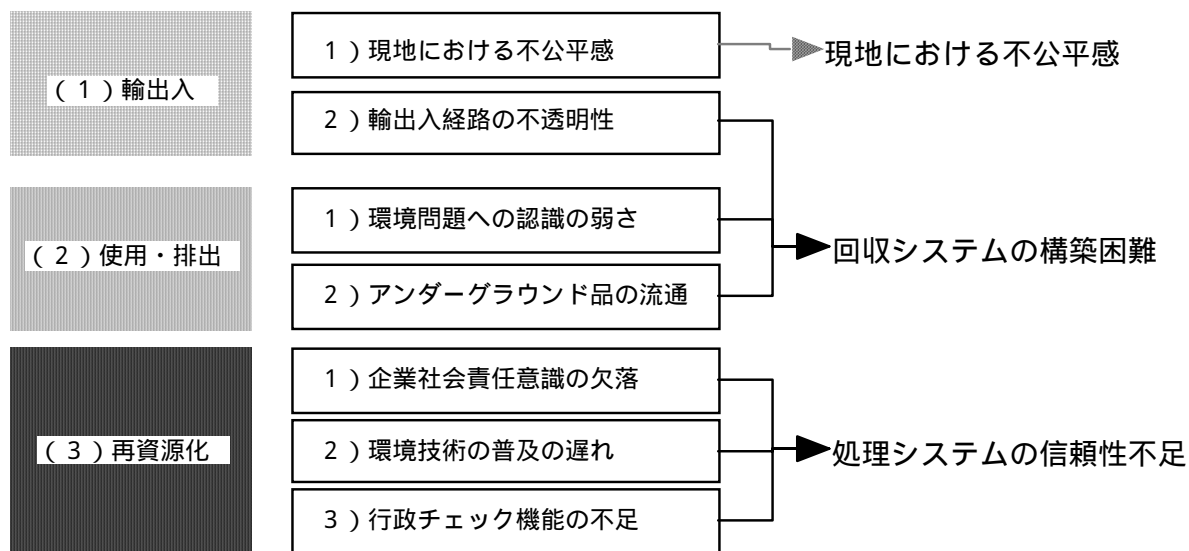 (1)輸出入
1)現地における不公平感
現地における不公平感
2)輸出入経路の不透明性
(2)使用・排出
1)環境問題への認識の弱さ
2)アンダーグラウンド品の流通
回収システムの構築困難
(3)再資源化
1)企業社会責任意識の欠落
2)環境技術の普及の遅れ
3)行政チェック機能の不足
処理システムの信頼性不足